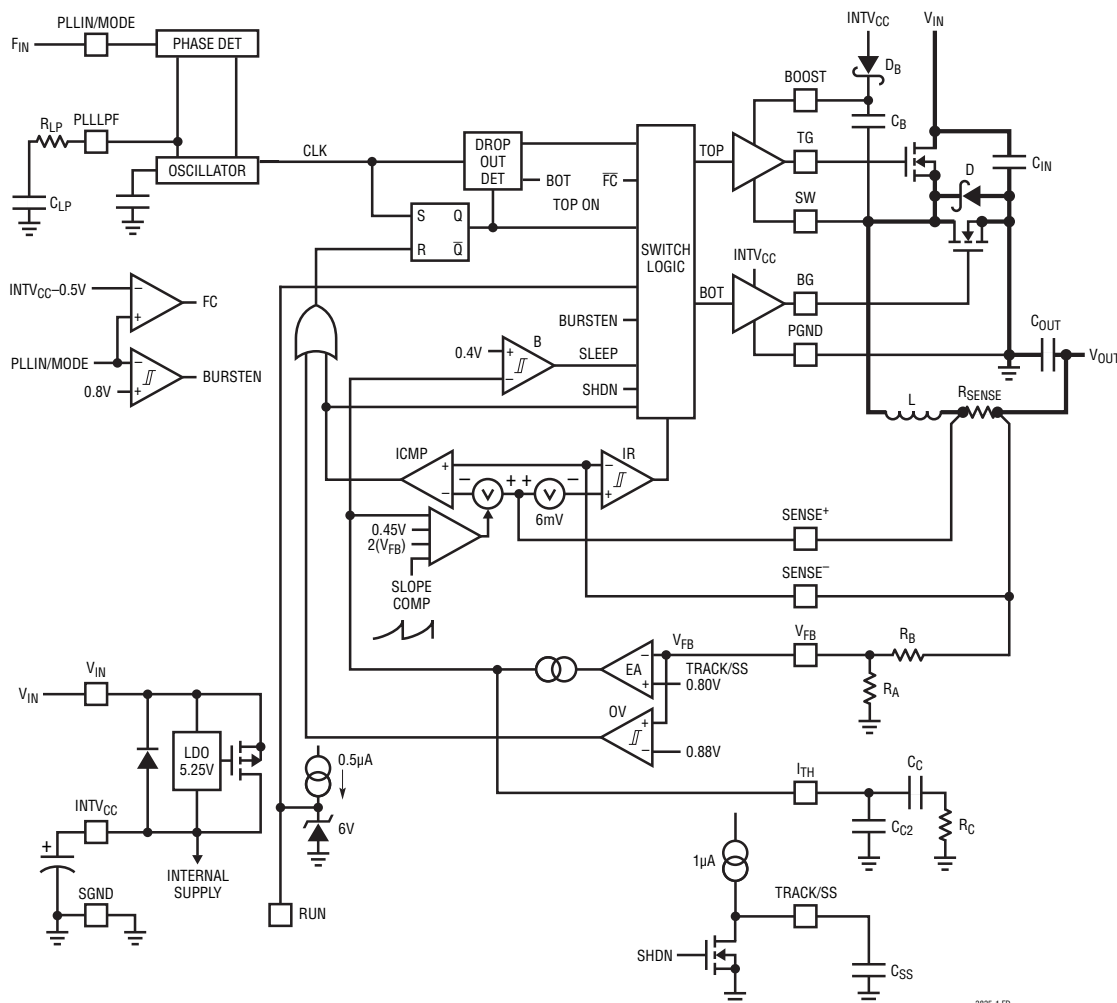 PLLIN/MODE
F_IN
PHASE DET
R_LP
PLLLPF
CLK
OSCILLATOR
C_LP
DROP
OUT
DET
BOT
TOP ON
S Q
R Q̅
F̅C̅
SWITCH
LOGIC
TOP
BOT
INTV_CC
V_IN
D_B
BOOST
C_B
TG
C_IN
D
SW
INTV_CC
BG
PGND
C_OUT
V_OUT
L
R_SENSE
INTV_CC–0.5V
–
+
FC
PLLIN/MODE
–
+
0.8V
BURSTEN
BURSTEN
B
0.4V
+
–
SLEEP
SHDN
ICMP
+
–
– V + + V –
6mV
IR
–
+
0.45V
2(V_FB)
SLOPE
COMP
SENSE+
SENSE–
V_FB
V_FB
R_B
R_A
–
EA
+
TRACK/SS
0.80V
OV
+
–
0.88V
V_IN
V_IN
LDO
5.25V
INTV_CC
+
INTERNAL
SUPPLY
SGND
0.5µA
6V
RUN
I_TH
C_C
C_C2
R_C
1µA
TRACK/SS
SHDN
C_SS